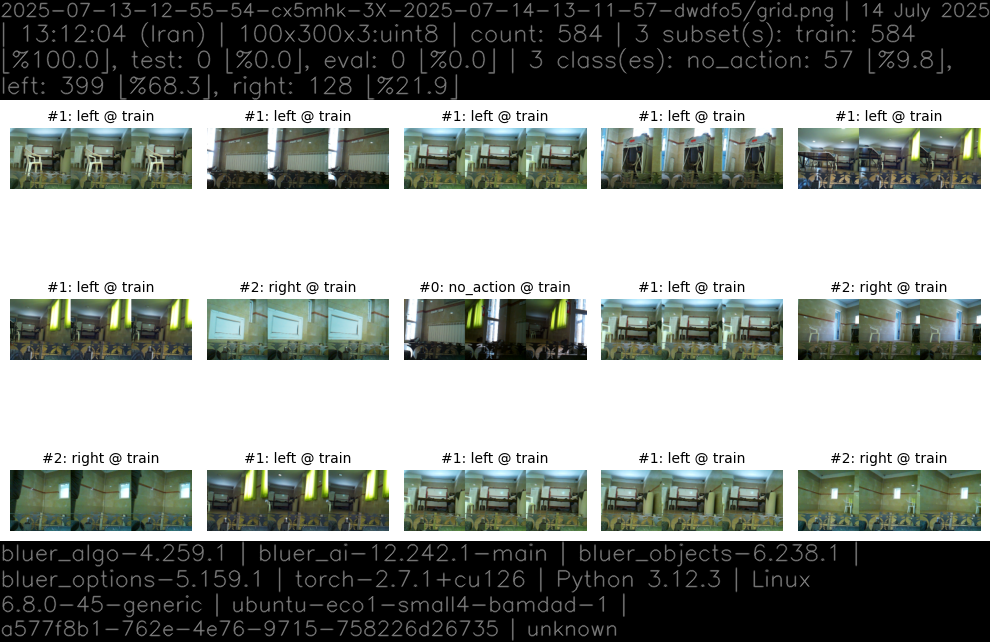 2025-07-13-12-55-54-cx5mhk-3X-2025-07-14-13-11-57-dwdfo5/grid.png | 14 July 2025
| 13:12:04 (Iran) | 100x300x3:uint8 | count: 584 | 3 subset(s): train: 584
[%100.0], test: 0 [%0.0], eval: 0 [%0.0] | 3 class(es): no_action: 57 [%9.8],
left: 399 [%68.3], right: 128 [%21.9]
#1: left @ train #1: left @ train #1: left @ train #1: left @ train #1: left @ train
#1: left @ train #2: right @ train #0: no_action @ train #1: left @ train #2: right @ train
#2: right @ train #1: left @ train #1: left @ train #1: left @ train #2: right @ train
bluer_algo-4.259.1 | bluer_ai-12.242.1-main | bluer_objects-6.238.1 |
bluer_options-5.159.1 | torch-2.7.1+cu126 | Python 3.12.3 | Linux
6.8.0-45-generic | ubuntu-eco1-small4-bamdad-1 |
a577f8b1-762e-4e76-9715-758226d26735 | unknown